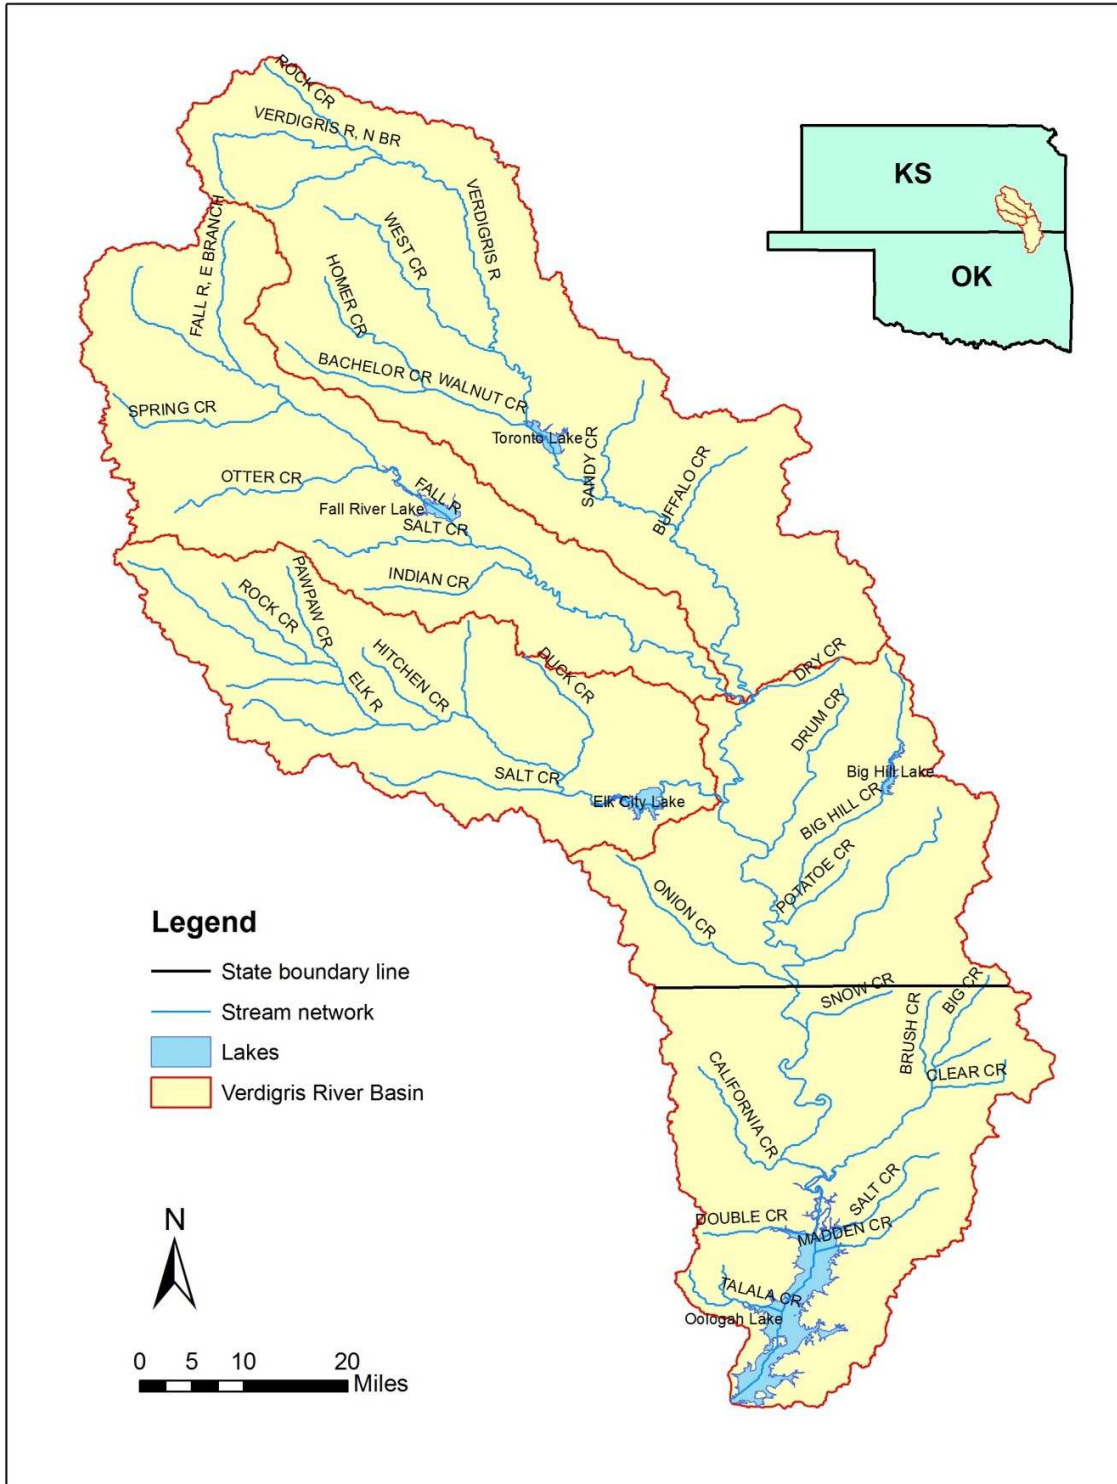 ROCK CR
VERDIGRIS R, N BR
VERDIGRIS R
KS
OK
FALL R, E BRANCH
WEST CR
HOMER CR
BACHELOR CR
WALNUT CR
SPRING CR
Toronto Lake
SANDY CR
BUFFALO CR
OTTER CR
FALL R
Fall River Lake
SALT CR
INDIAN CR
PAWPAW CR
ROCK CR
HITCHEN CR
ELK R
DUCK CR
DRY CR
DRUM CR
SALT CR
Elk City Lake
Big Hill Lake
BIG HILL CR
POTATOE CR
ONION CR
SNOW CR
BRUSH CR
BIG CR
CLEAR CR
CALIFORNIA CR
SALT CR
DOUBLE CR
MADDEN CR
TALALA CR
Oologah Lake
Legend
State boundary line
Stream network
Lakes
Verdigris River Basin
N
0 5 10 20
Miles